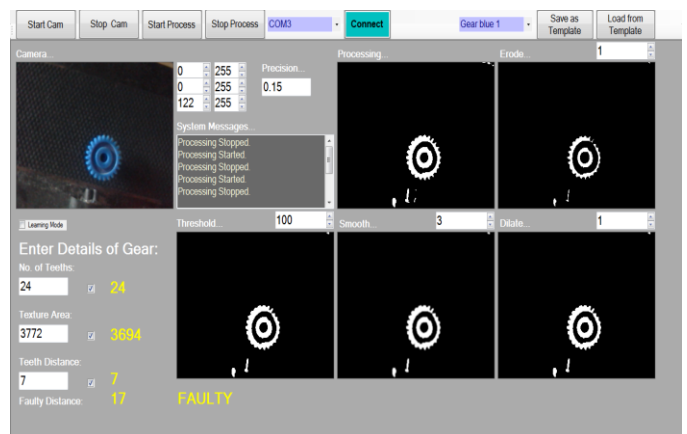 Start Cam Stop Cam Start Process Stop Process COM3 Connect Gear blue 1 Save as Template Load from Template
Camera... Precision... Processing... Erode... 1
0 255 0.15
0 255
122 255
System Messages...
Processing Stopped.
Processing Started.
Processing Stopped.
Processing Started.
Processing Stopped.
Learning Mode Threshold... 100 Smooth... 3 Dilate... 1
Enter Details of Gear:
No. of Teeths:
24 24
Texture Area:
3772 3694
Teeth Distance:
7 7
Faulty Distance: 17 FAULTY